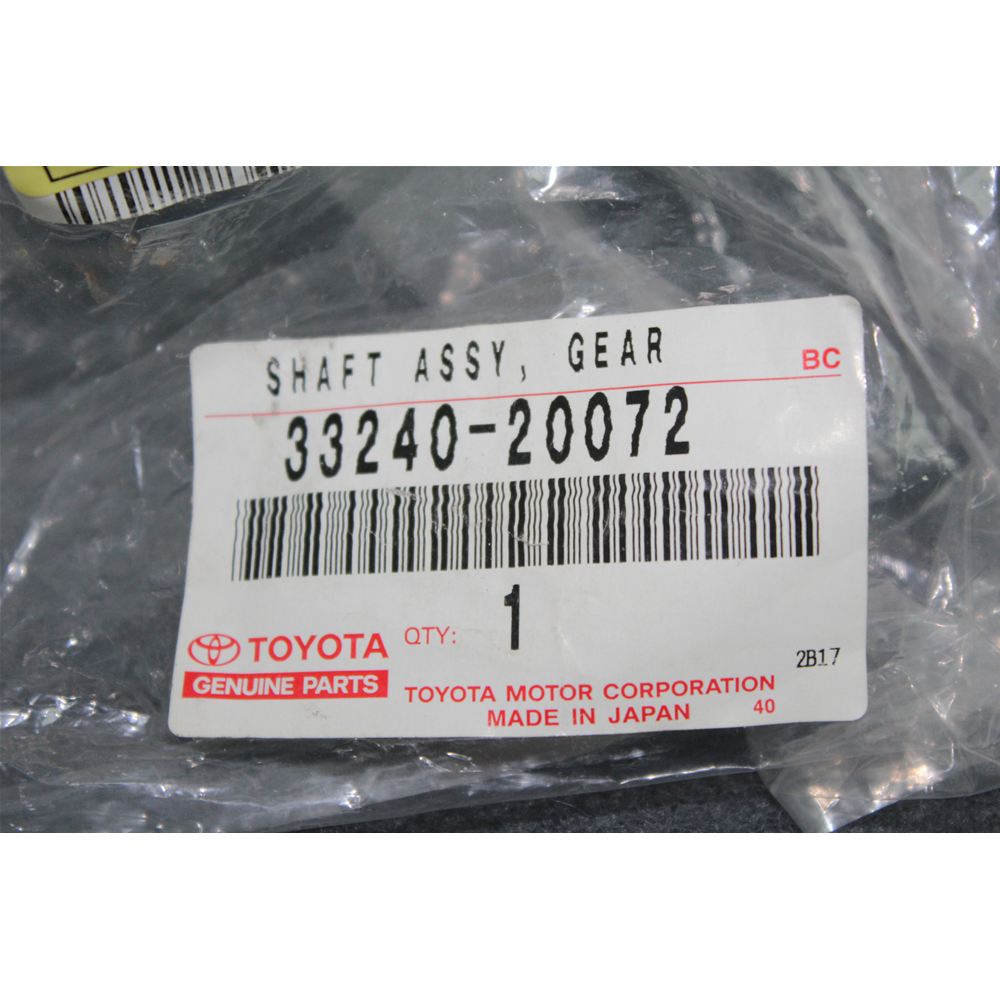 SHAFT ASSY, GEAR
BC
33240-20072
QTY: 1
TOYOTA
GENUINE PARTS
2B17
TOYOTA MOTOR CORPORATION
MADE IN JAPAN 40